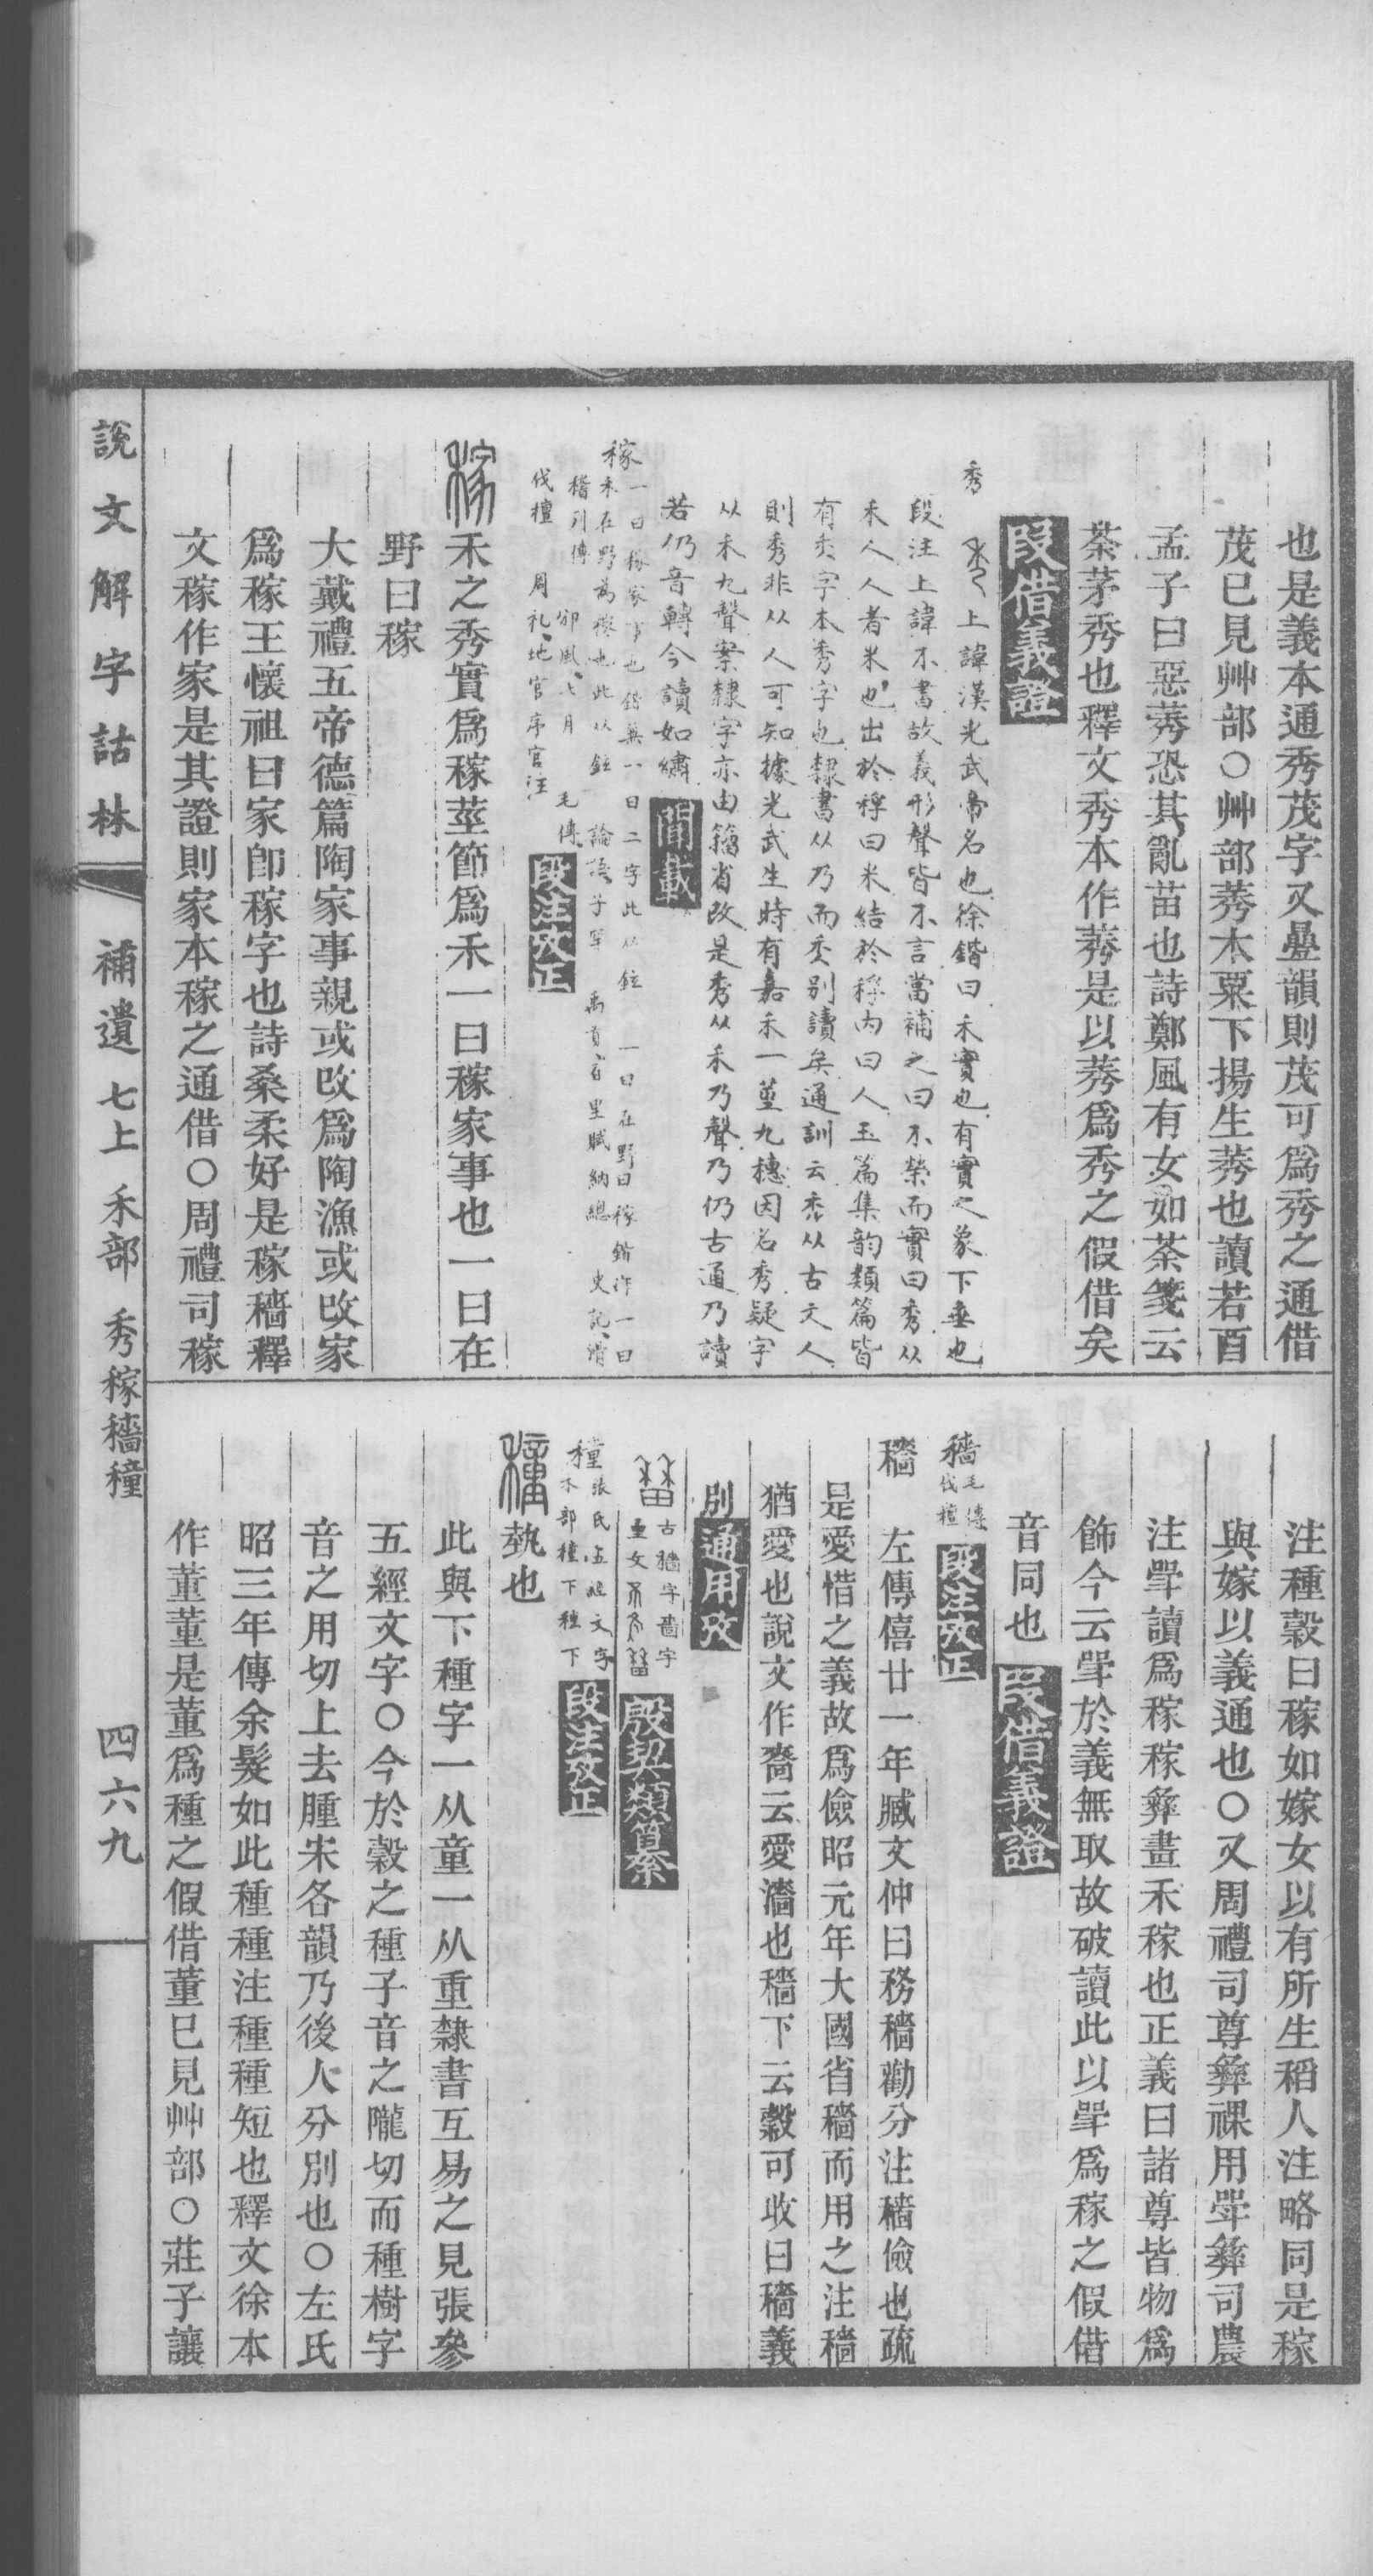 也是義本通秀茂字又疊韻則茂可爲秀之通借
茂已見艸部○艸部莠禾粟下揚生莠也讀若酉
孟子曰惡莠恐其亂苗也詩鄭風有女如荼箋云
荼茅秀也釋文秀本作莠是以莠爲秀之假借矣
段借義證
秀 上諱漢光武帝名也徐鍇曰禾實也有實之象下垂也
段注上諱不書故義形聲皆不言當補之曰不榮而實曰秀从
禾人人者米也出於稃曰米結於稃內曰人玉篇集韵類篇皆
有秂字本秀字也隸書从乃而秂别讀矣通訓云禿从古文人
則秀非从人可知據光武生時有嘉禾一莖九穗因名秀疑字
从禾九聲案隸字亦由籀省改是秀从禾乃聲乃仍古通乃讀
若仍音轉今讀如繡 聞載
稼 一曰稼家事也鍇無一曰二字此从鉉 一曰在野曰稼鍇作一曰
禾在野爲稼也此从鉉 論語子罕 禹貢百里賦納緫 史記滑
稽列傳 邠風七月 毛傳
伐檀 周礼地官序官注 段注攷正
禾之秀實爲稼莖節爲禾一曰稼家事也一曰在
野曰稼
大戴禮五帝德篇陶家事親或改爲陶漁或改家
爲稼王懷祖曰家卽稼字也詩桑柔好是稼穡釋
文稼作家是其證則家本稼之通借○周禮司稼
注種穀曰稼如嫁女以有所生稻人注略同是稼
與嫁以義通也○又周禮司尊彝祼用斝彝司農
注斝讀爲稼稼彝畫禾稼也正義曰諸尊皆物爲
飾今云斝於義無取故破讀此以斝爲稼之假借
音同也 段借義證
穡 毛傳
伐檀 段注攷正
穡 左傳僖廿一年臧文仲曰務穡勸分注穡儉也疏
是愛惜之義故爲儉昭元年大國省穡而用之注穡
猶愛也說文作嗇云愛濇也穡下云穀可收曰穡義
別 通用攷
古穡字嗇字
重文 殷契類纂
種 張氏五經文字
禾部種下種下 段注攷正
埶也
此與下種字一从童一从重隸書互易之見張參
五經文字○今於穀之種子音之隴切而種樹字
音之用切上去腫宋各韻乃後人分別也○左氏
昭三年傳余髮如此種種注種種短也釋文徐本
作董董是董爲種之假借董已見艸部○莊子讓
說文解字詁林 補遺 七上 禾部 秀稼穡種 四六九